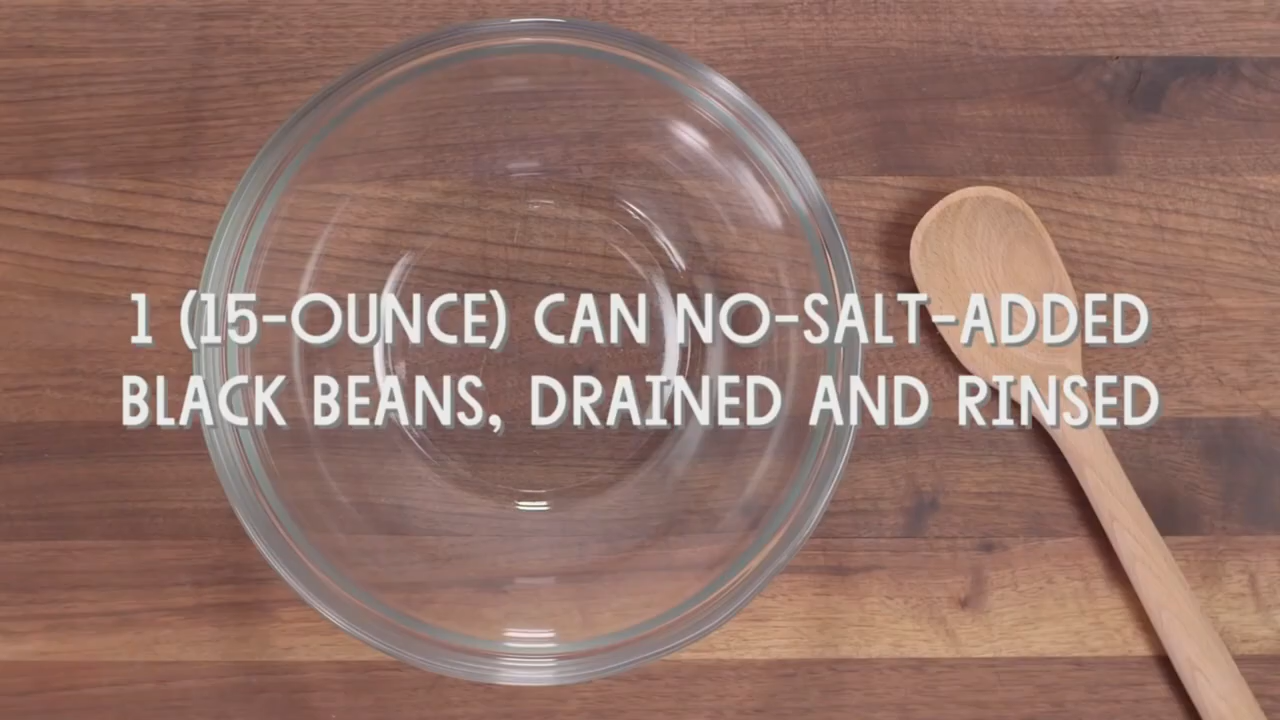 1 (15-OUNCE) CAN NO-SALT-ADDED
BLACK BEANS, DRAINED AND RINSED